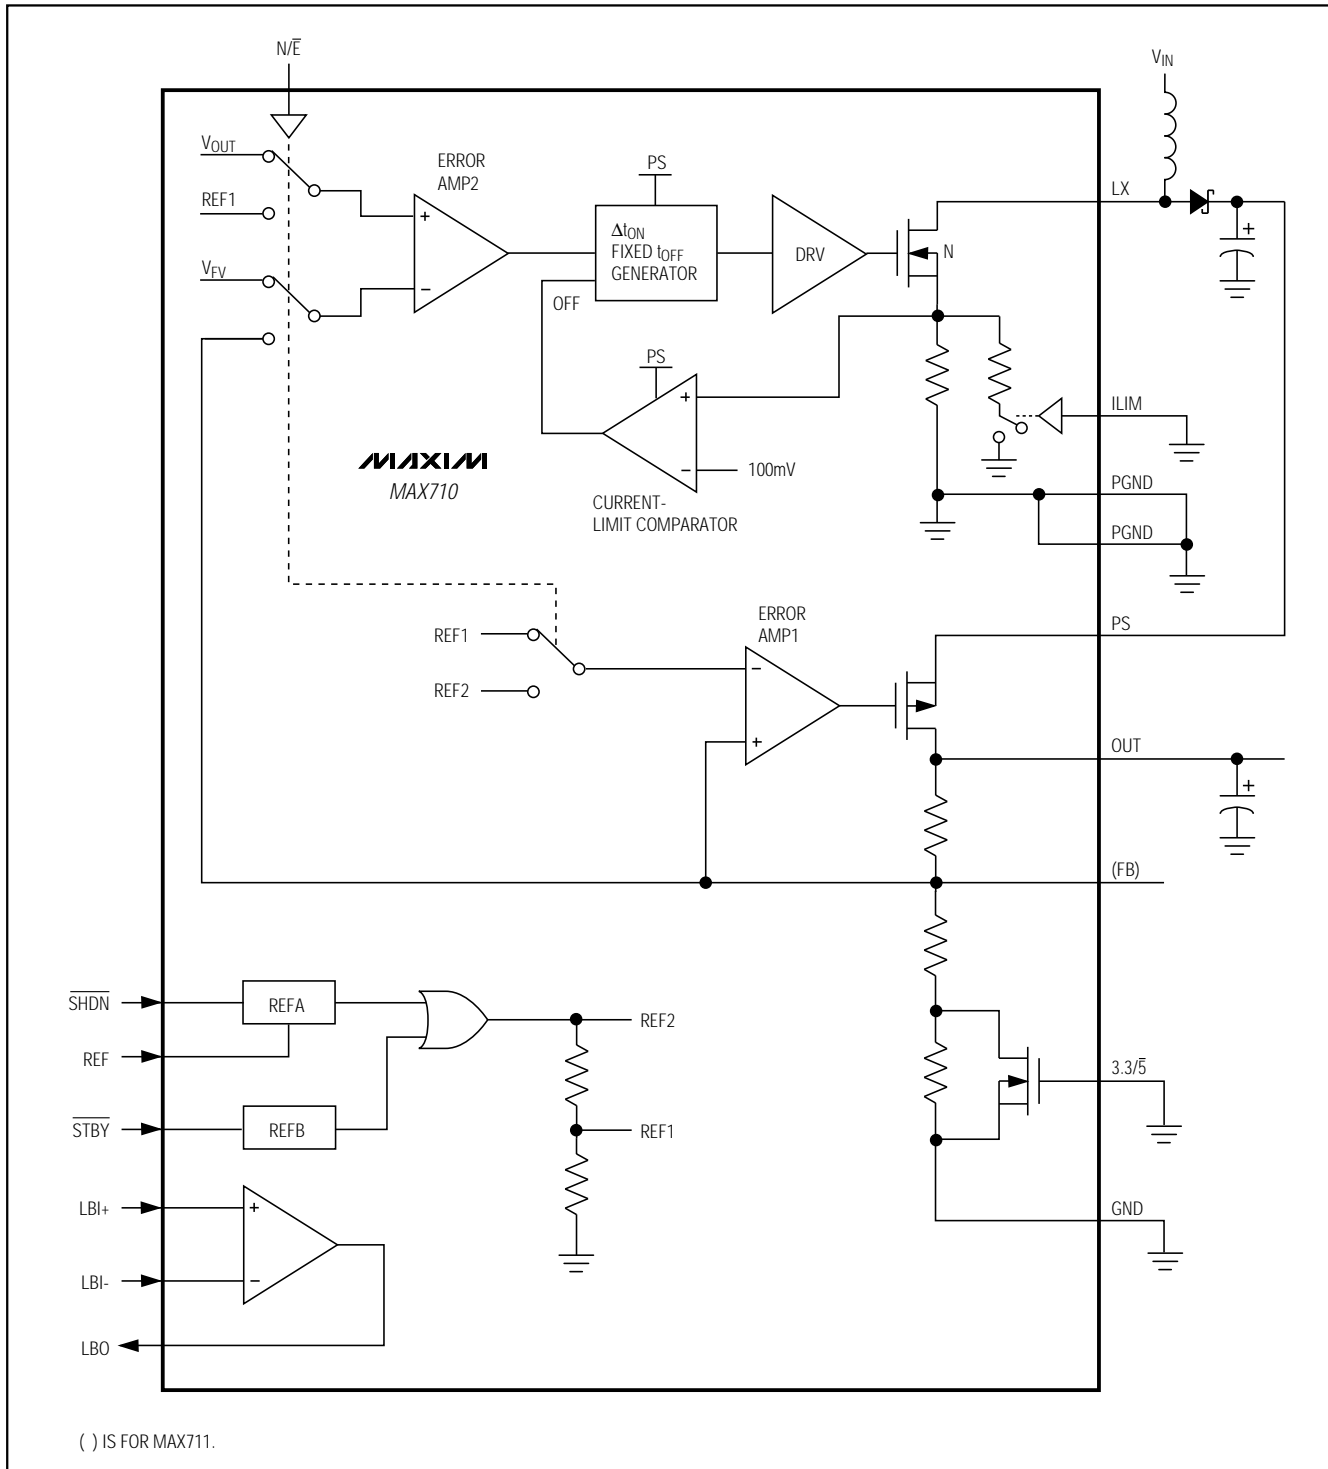 N/E̅
V_IN
V_OUT
ERROR
AMP2
PS
LX
REF1
Δt_ON
FIXED t_OFF
GENERATOR
DRV
N
+
+
V_FV
−
OFF
PS
+
ILIM
MAXIM
MAX710
−
100mV
PGND
CURRENT-
LIMIT COMPARATOR
PGND
ERROR
AMP1
PS
REF1
−
REF2
+
OUT
+
(FB)
S̅H̅D̅N̅
REFA
REF2
REF
3.3/5̅
S̅T̅B̅Y̅
REFB
REF1
LBI+
+
GND
LBI-
−
LBO
( ) IS FOR MAX711.